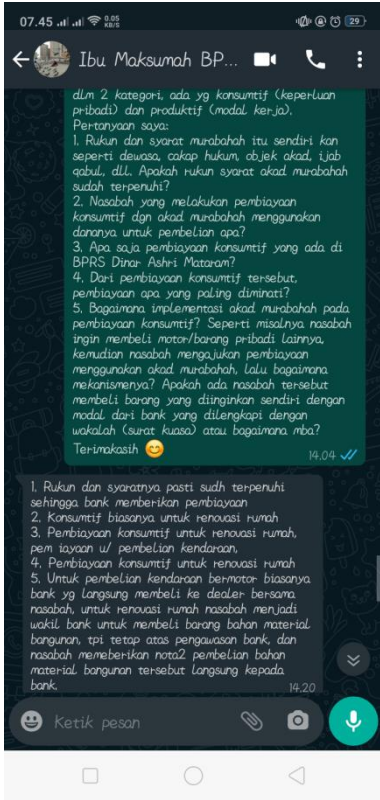 07.45 0.05 KB/S 29
Ibu Maksumah BP...
dlm 2 kategori, ada yg konsumtif (keperluan
pribadi) dan produktif (modal kerja).
Pertanyaan saya:
1. Rukun dan syarat murabahah itu sendiri kan
seperti dewasa, cakap hukum, objek akad, ijab
qabul, dll. Apakah rukun syarat akad murabahah
sudah terpenuhi?
2. Nasabah yang melakukan pembiayaan
konsumtif dgn akad murabahah menggunakan
dananya untuk pembelian apa?
3. Apa saja pembiayaan konsumtif yang ada di
BPRS Dinar Ashri Mataram?
4. Dari pembiayaan konsumtif tersebut,
pembiayaan apa yang paling diminati?
5. Bagaimana implementasi akad murabahah pada
pembiayaan konsumtif? Seperti misalnya nasabah
ingin membeli motor/barang pribadi lainnya,
kemudian nasabah mengajukan pembiayaan
menggunakan akad murabahah, lalu bagaimana
mekanismenya? Apakah ada nasabah tersebut
membeli barang yang diinginkan sendiri dengan
modal dari bank yang dilengkapi dengan
wakalah (surat kuasa) atau bagaimana mba?
Terimakasih 😊
14.04
1. Rukun dan syaratnya pasti sudh terpenuhi
sehingga bank memberikan pembiayaan
2. Konsumtif biasanya untuk renovasi rumah
3. Pembiayaan konsumtif untuk renovasi rumah,
pem iayaan u/ pembelian kendaraan,
4. Pembiayaan konsumtif untuk renovasi rumah
5. Untuk pembelian kendaraan bermotor biasanya
bank yg langsung membeli ke dealer bersama
nasabah, untuk renovasi rumah nasabah menjadi
wakil bank untuk membeli barang bahan material
bangunan, tpi tetap atas pengawasan bank, dan
nasabah memeberikan nota2 pembelian bahan
material bangunan tersebut langsung kepada
bank.
14.20
Ketik pesan